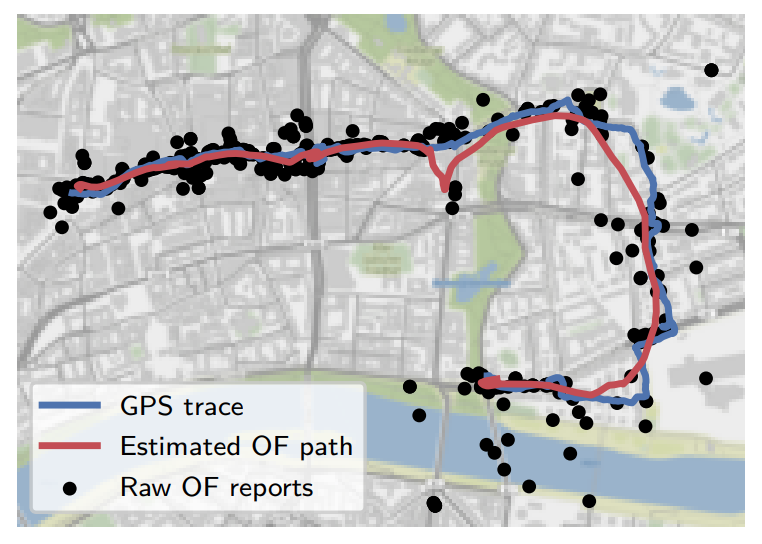 GPS trace
Estimated OF path
Raw OF reports